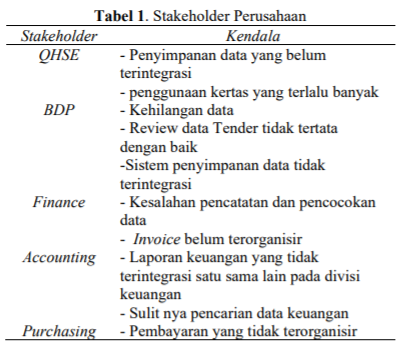 Tabel 1. Stakeholder Perusahaan
Stakeholder Kendala
QHSE - Penyimpanan data yang belum
terintegrasi
- penggunaan kertas yang terlalu banyak
BDP - Kehilangan data
- Review data Tender tidak tertata
dengan baik
-Sistem penyimpanan data tidak
terintegrasi
Finance - Kesalahan pencatatan dan pencocokan
data
- Invoice belum terorganisir
Accounting - Laporan keuangan yang tidak
terintegrasi satu sama lain pada divisi
keuangan
- Sulit nya pencarian data keuangan
Purchasing - Pembayaran yang tidak terorganisir